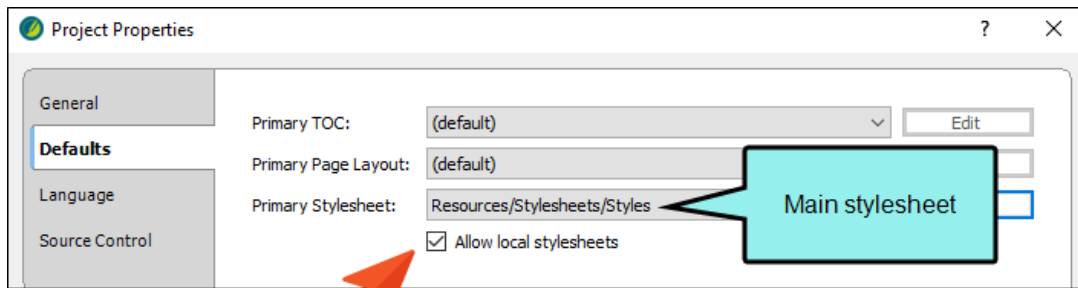 Project Properties
?
General
Defaults
Language
Source Control
Primary TOC:
(default)
Edit
Primary Page Layout:
(default)
Primary Stylesheet:
Resources/Stylesheets/Styles
Main stylesheet
Allow local stylesheets